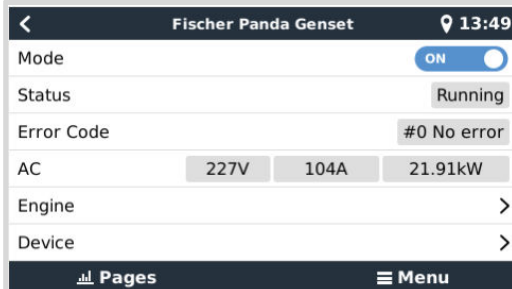 Fischer Panda Genset 13:49
Mode ON
Status Running
Error Code #0 No error
AC 227V 104A 21.91kW
Engine
Device
Pages Menu